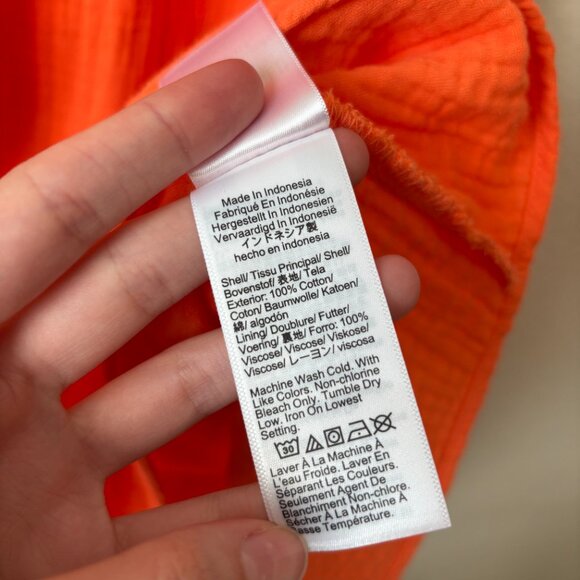 Made In Indonesia
Fabriqué En Indonésie
Hergestellt In Indonesien
Vervaardigd In Indonesië
インドネシア製
hecho en indonesia
Shell/ Tissu Principal/ Shell/
Bovenstof/ 表地/ Tela
Exterior: 100% Cotton/
Coton/ Baumwolle/ Katoen/
綿/ algodón
Lining/ Doublure/ Futter/
Voering/ 裏地/ Forro: 100%
Viscose/ Viscose/ Viskose/
Viscose/ レーヨン/ viscosa
Machine Wash Cold. With
Like Colors. Non-chlorine
Bleach Only. Tumble Dry
Low. Iron On Lowest
Setting.
30
Laver À La Machine À
L'eau Froide. Laver En
Séparant Les Couleurs.
Seulement Agent De
Blanchiment Non-chlore.
Sécher À La Machine À
Basse Température.